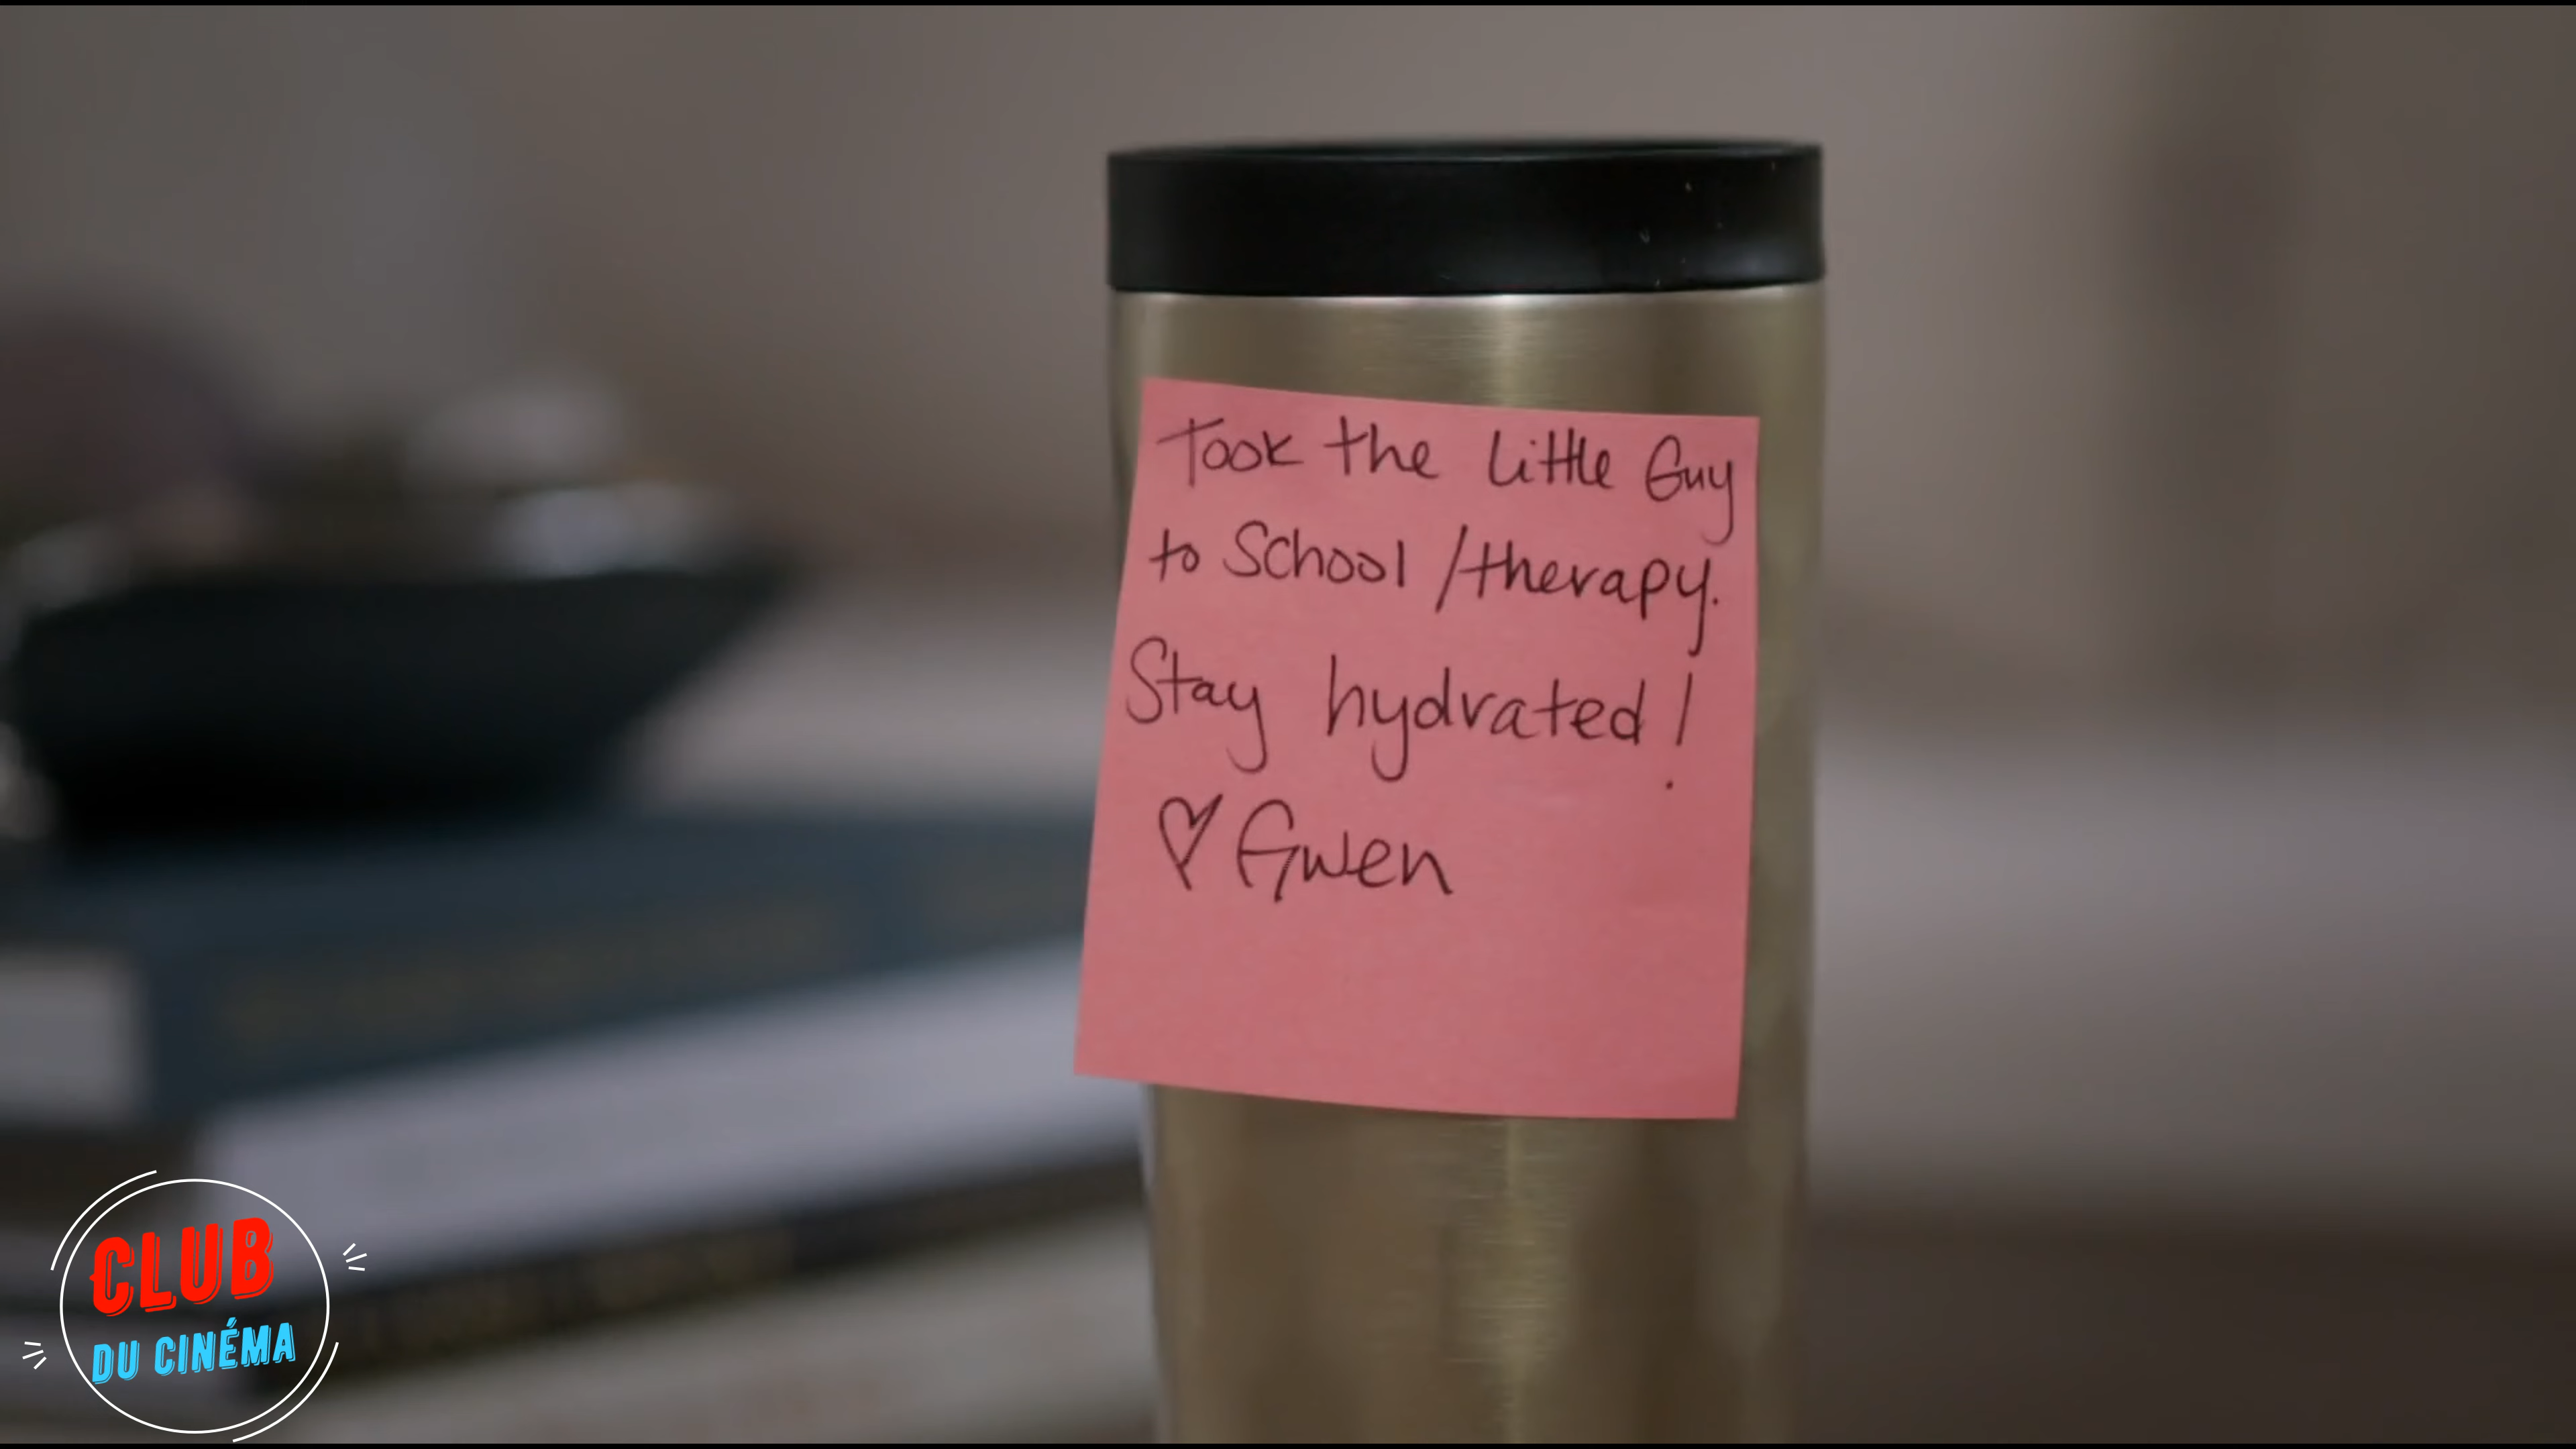 Took the little Guy
to School /therapy.
Stay hydrated!
♡ Gwen
CLUB
DU CINÉMA